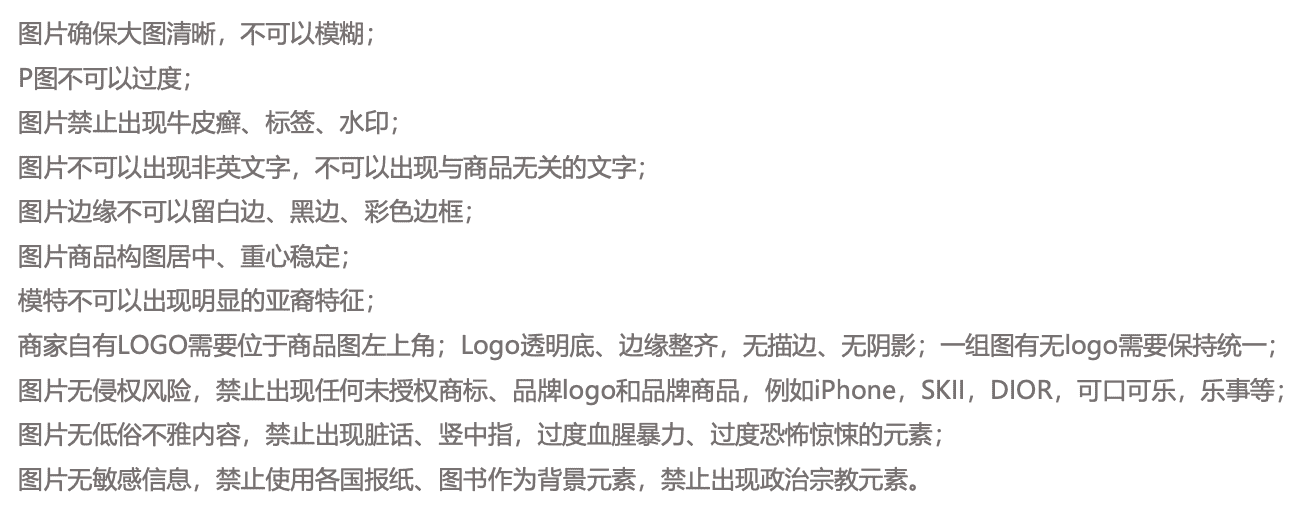 图片确保大图清晰，不可以模糊；
P图不可以过度；
图片禁止出现牛皮癣、标签、水印；
图片不可以出现非英文字，不可以出现与商品无关的文字；
图片边缘不可以留白边、黑边、彩色边框；
图片商品构图居中、重心稳定；
模特不可以出现明显的亚裔特征；
商家自有LOGO需要位于商品图左上角；Logo透明底、边缘整齐，无描边、无阴影；一组图有无logo需要保持统一；
图片无侵权风险，禁止出现任何未授权商标、品牌logo和品牌商品，例如iPhone，SKII，DIOR，可口可乐，乐事等；
图片无低俗不雅内容，禁止出现脏话、竖中指，过度血腥暴力、过度恐怖惊悚的元素；
图片无敏感信息，禁止使用各国报纸、图书作为背景元素，禁止出现政治宗教元素。